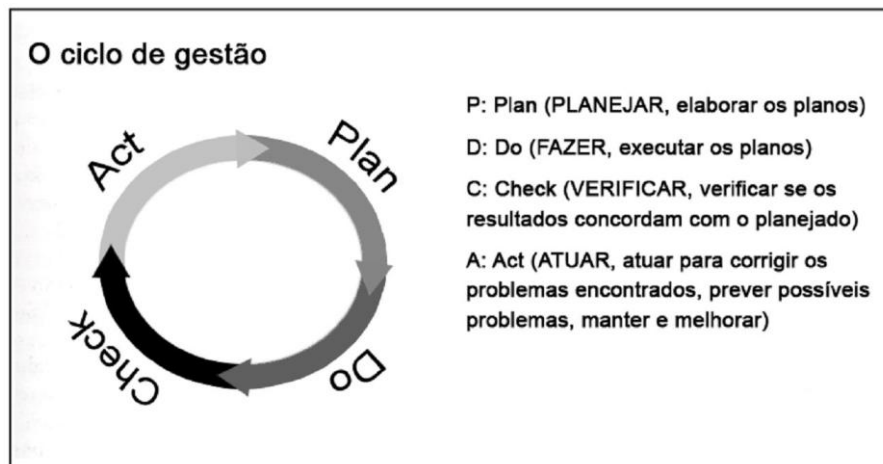 O ciclo de gestão
Act
Plan
Check
Do
P: Plan (PLANEJAR, elaborar os planos)
D: Do (FAZER, executar os planos)
C: Check (VERIFICAR, verificar se os
resultados concordam com o planejado)
A: Act (ATUAR, atuar para corrigir os
problemas encontrados, prever possíveis
problemas, manter e melhorar)